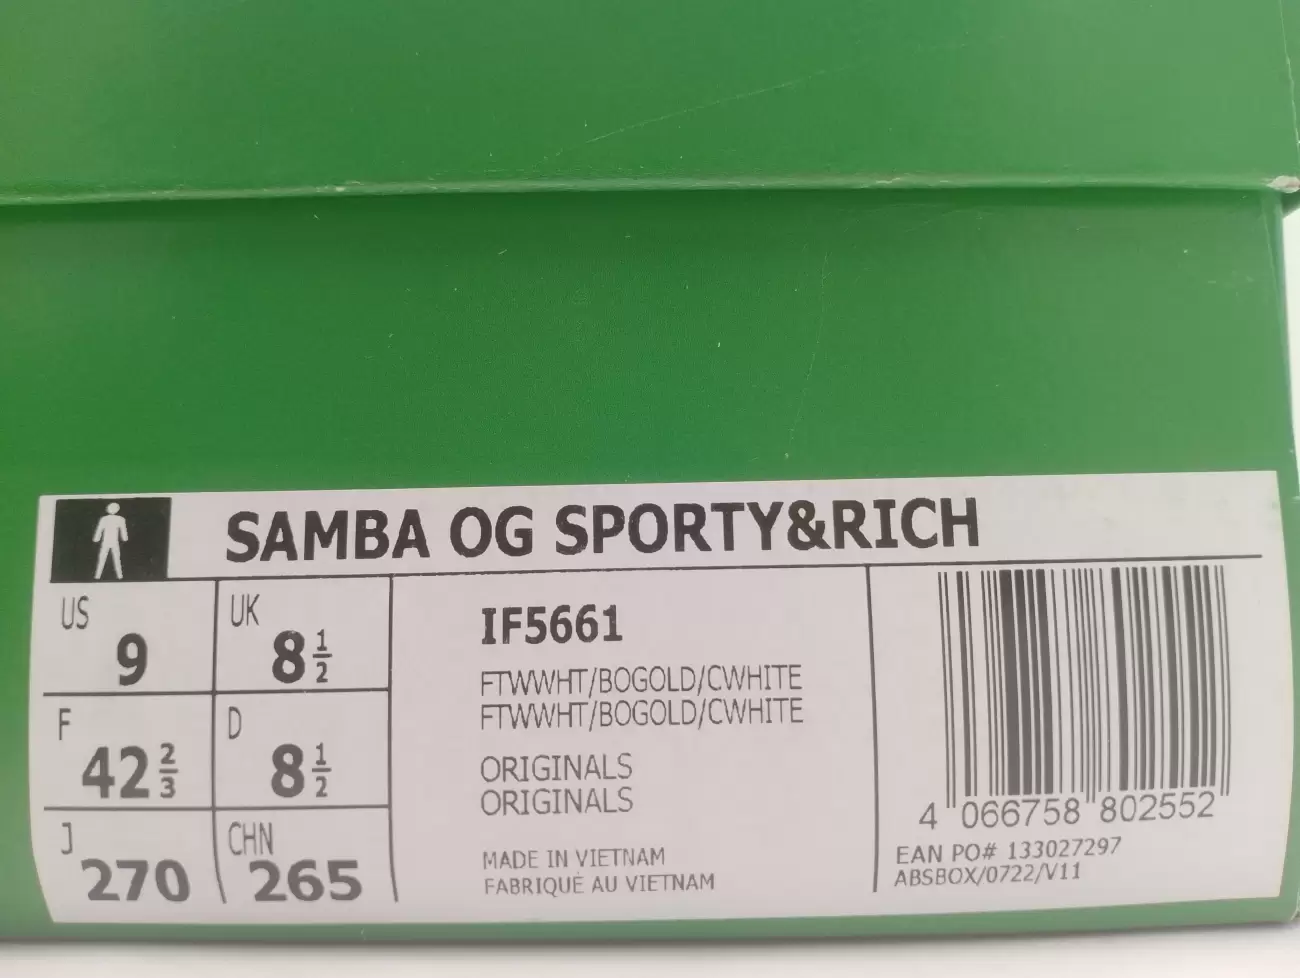 SAMBA OG SPORTY&RICH
US 9
UK 8 1/2
F 42 2/3
D 8 1/2
J 270
CHN 265
IF5661
FTWWHT/BOGOLD/CWHITE
FTWWHT/BOGOLD/CWHITE
ORIGINALS
ORIGINALS
MADE IN VIETNAM
FABRIQUÉ AU VIETNAM
4 066758 802552
EAN PO# 133027297
ABSBOX/0722/V11